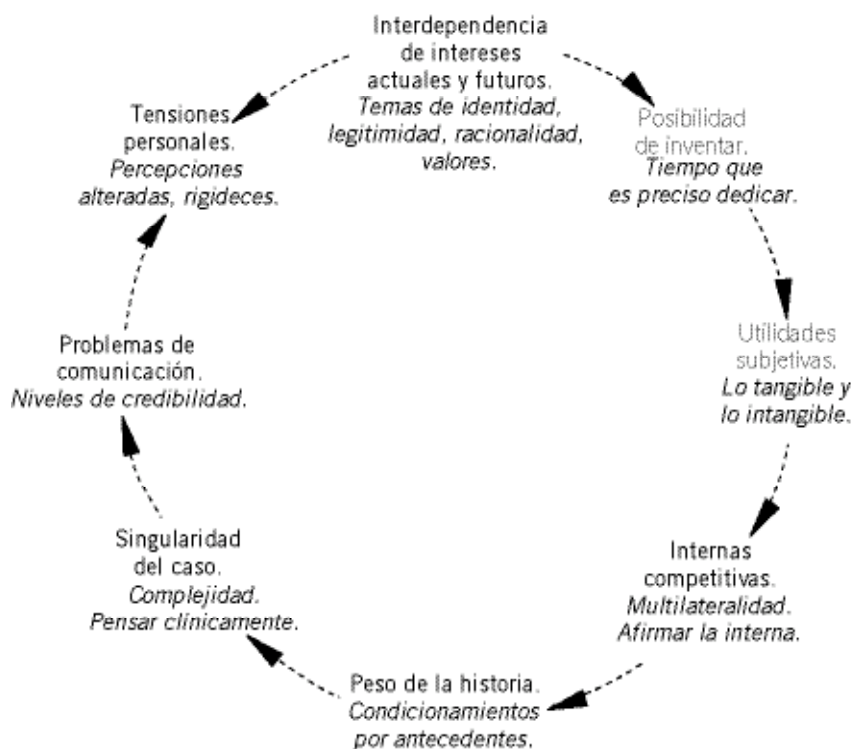 Interdependencia
de intereses
actuales y futuros.
Temas de identidad,
legitimidad, racionalidad,
valores.
Posibilidad
de inventar.
Tiempo que
es preciso dedicar.
Utilidades
subjetivas.
Lo tangible y
lo intangible.
Internas
competitivas.
Multilateralidad.
Afirmar la interna.
Peso de la historia.
Condicionamientos
por antecedentes.
Singularidad
del caso.
Complejidad.
Pensar clínicamente.
Problemas de
comunicación.
Niveles de credibilidad.
Tensiones
personales.
Percepciones
alteradas, rigideces.